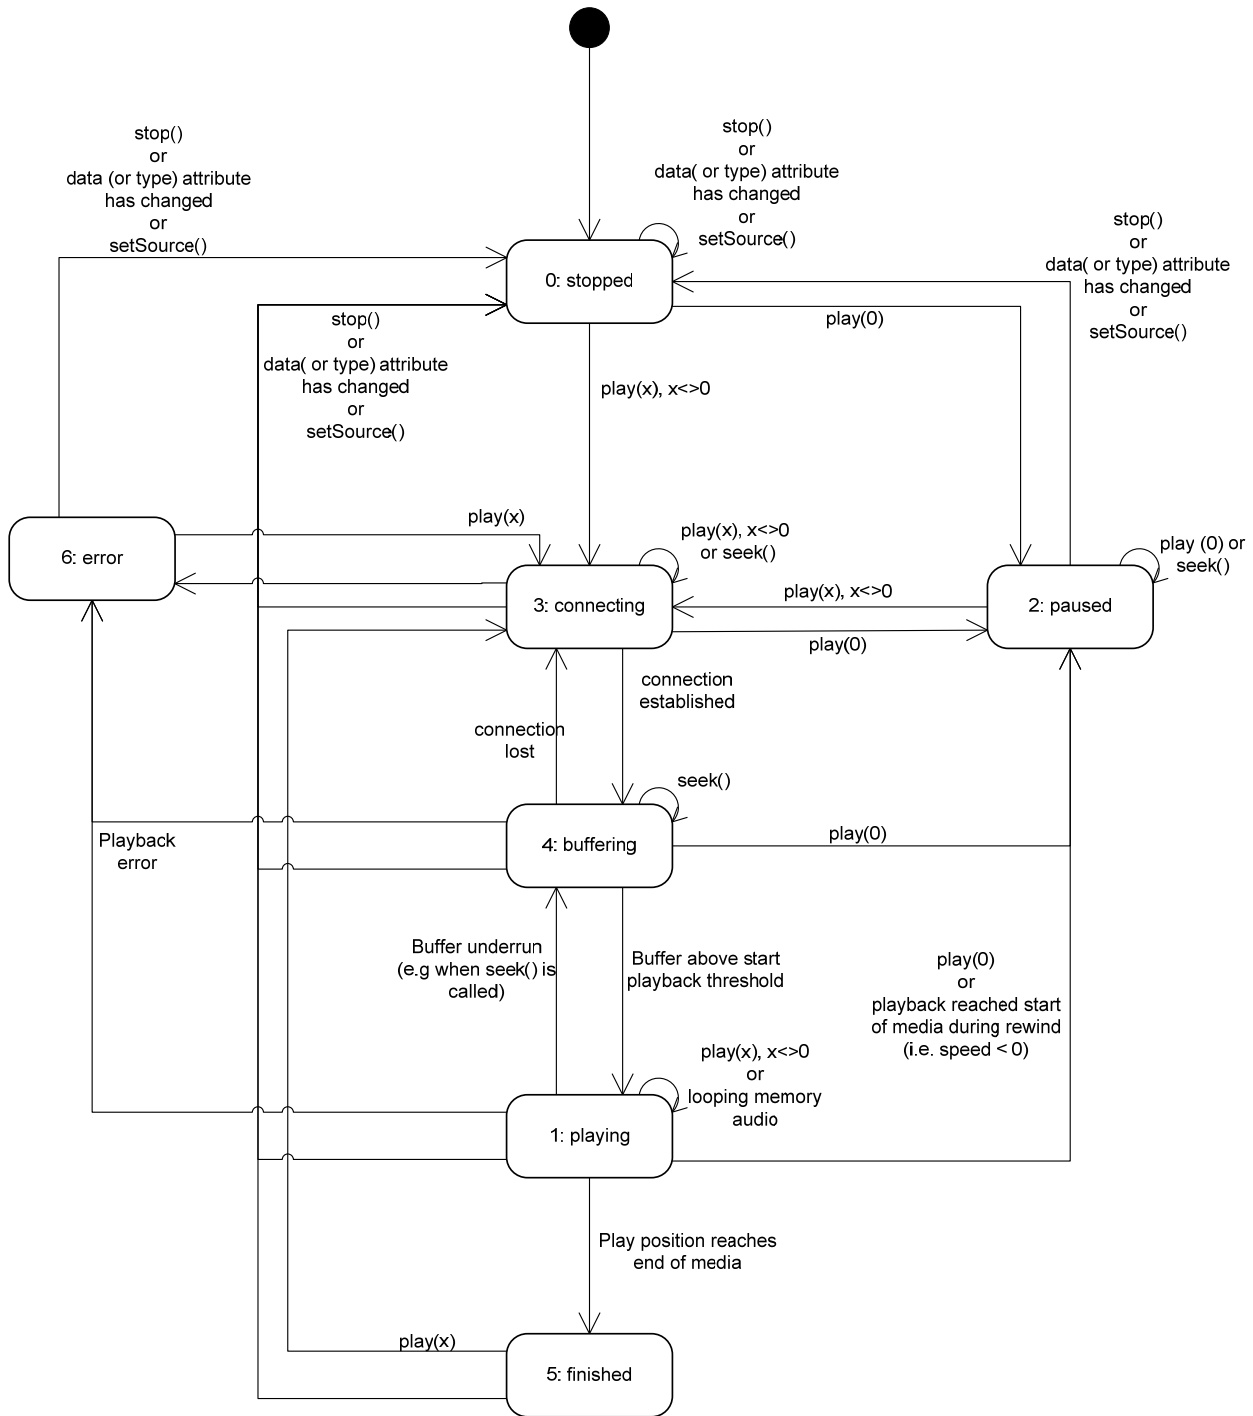 stop()
or
data (or type) attribute
has changed
or
setSource()
stop()
or
data( or type) attribute
has changed
or
setSource()
stop()
or
data( or type) attribute
has changed
or
setSource()
0: stopped
play(0)
stop()
or
data( or type) attribute
has changed
or
setSource()
play(x), x<>0
play(x)
play(x), x<>0
or seek()
play (0) or
seek()
6: error
3: connecting
play(x), x<>0
2: paused
play(0)
connection
established
connection
lost
seek()
Playback
error
4: buffering
play(0)
Buffer underrun
(e.g when seek() is
called)
Buffer above start
playback threshold
play(0)
or
playback reached start
of media during rewind
(i.e. speed < 0)
play(x), x<>0
or
looping memory
audio
1: playing
Play position reaches
end of media
play(x)
5: finished